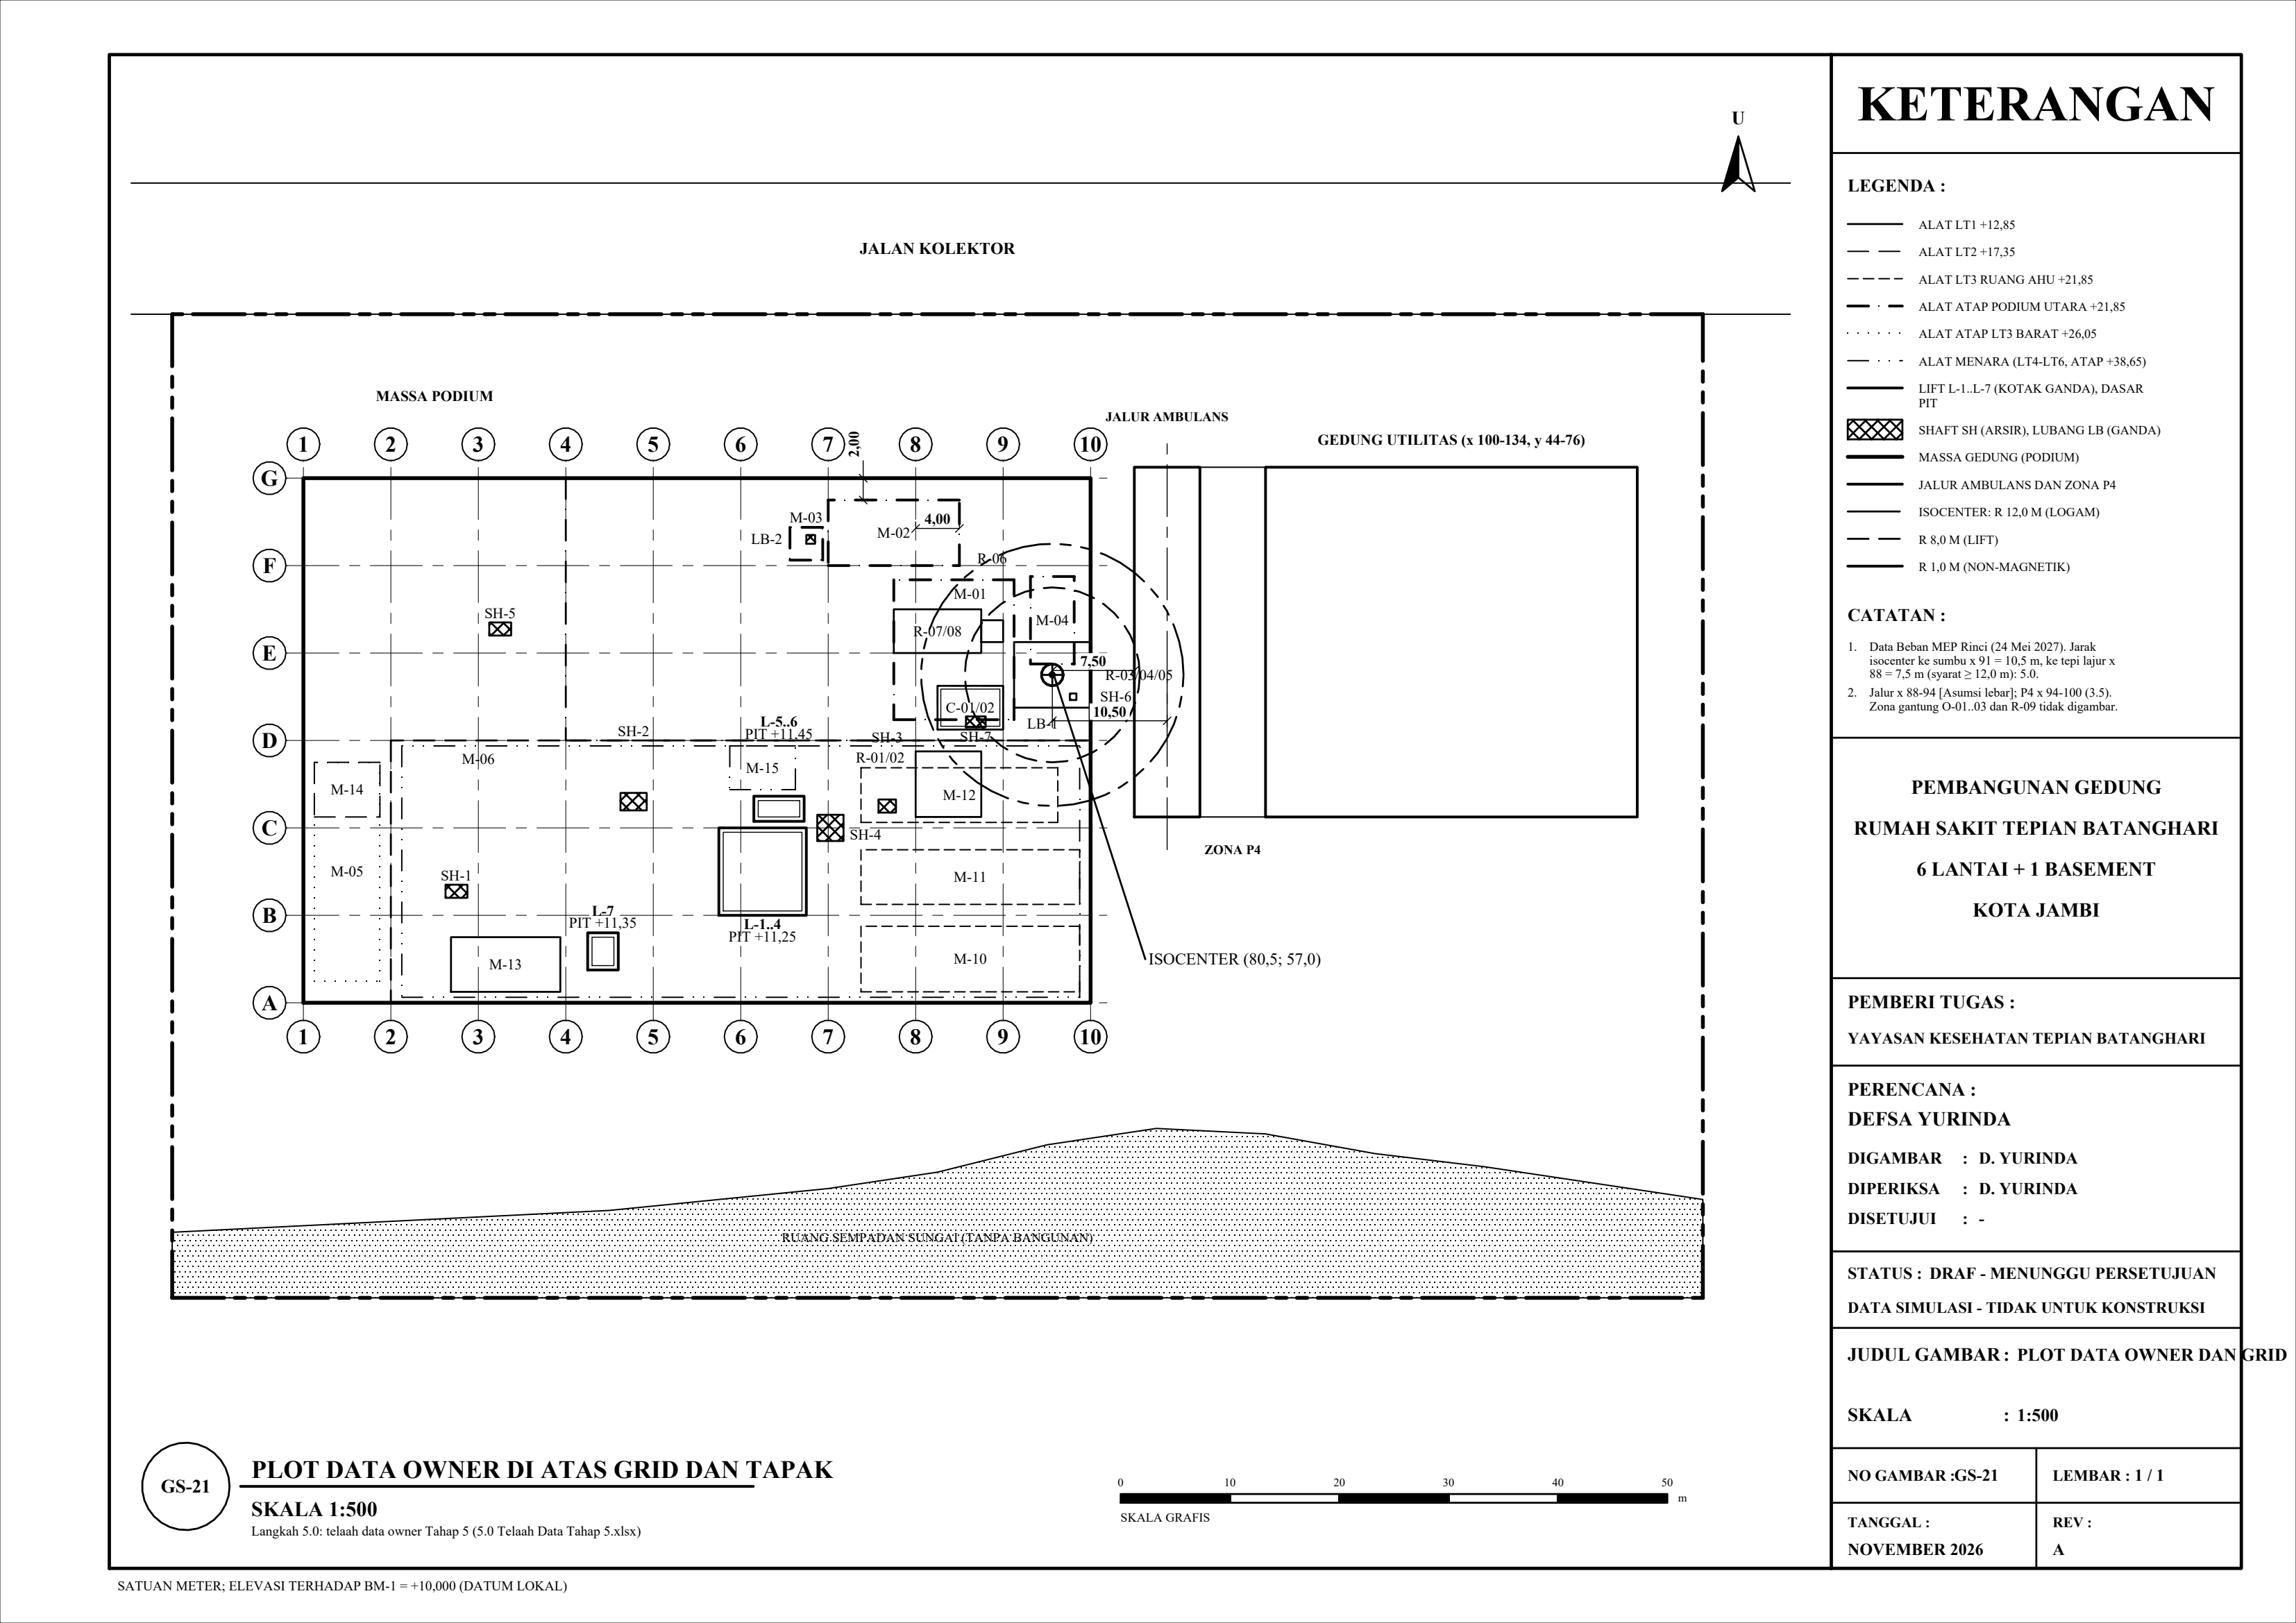 U
JALAN KOLEKTOR
MASSA PODIUM
JALUR AMBULANS
GEDUNG UTILITAS (x 100-134, y 44-76)
1 2 3 4 5 6 7 8 9 10
2,00
G
M-03
LB-2
M-02
4,00
F
R-06
M-01
SH-5
M-04
R-07/08
E
7,50
R-03/04/05
SH-6
C-01/02
10,50
L-5..6
LB-1
SH-2
PIT +11,45
SH-3
SH-7
D
M-06
R-01/02
M-15
M-14
M-12
C
SH-4
ZONA P4
M-05
SH-1
M-11
L-7
B
PIT +11,35
L-1..4
PIT +11,25
M-13
M-10
ISOCENTER (80,5; 57,0)
A
1 2 3 4 5 6 7 8 9 10
RUANG SEMPADAN SUNGAI (TANPA BANGUNAN)
GS-21
PLOT DATA OWNER DI ATAS GRID DAN TAPAK
SKALA 1:500
Langkah 5.0: telaah data owner Tahap 5 (5.0 Telaah Data Tahap 5.xlsx)
0 10 20 30 40 50
m
SKALA GRAFIS
SATUAN METER; ELEVASI TERHADAP BM-1 = +10,000 (DATUM LOKAL)
KETERANGAN
LEGENDA :
ALAT LT1 +12,85
ALAT LT2 +17,35
ALAT LT3 RUANG AHU +21,85
ALAT ATAP PODIUM UTARA +21,85
ALAT ATAP LT3 BARAT +26,05
ALAT MENARA (LT4-LT6, ATAP +38,65)
LIFT L-1..L-7 (KOTAK GANDA), DASAR
PIT
SHAFT SH (ARSIR), LUBANG LB (GANDA)
MASSA GEDUNG (PODIUM)
JALUR AMBULANS DAN ZONA P4
ISOCENTER: R 12,0 M (LOGAM)
R 8,0 M (LIFT)
R 1,0 M (NON-MAGNETIK)
CATATAN :
1. Data Beban MEP Rinci (24 Mei 2027). Jarak
isocenter ke sumbu x 91 = 10,5 m, ke tepi lajur x
88 = 7,5 m (syarat ≥ 12,0 m): 5.0.
2. Jalur x 88-94 [Asumsi lebar]; P4 x 94-100 (3.5).
Zona gantung O-01..03 dan R-09 tidak digambar.
PEMBANGUNAN GEDUNG
RUMAH SAKIT TEPIAN BATANGHARI
6 LANTAI + 1 BASEMENT
KOTA JAMBI
PEMBERI TUGAS :
YAYASAN KESEHATAN TEPIAN BATANGHARI
PERENCANA :
DEFSA YURINDA
DIGAMBAR : D. YURINDA
DIPERIKSA : D. YURINDA
DISETUJUI : -
STATUS : DRAF - MENUNGGU PERSETUJUAN
DATA SIMULASI - TIDAK UNTUK KONSTRUKSI
JUDUL GAMBAR : PLOT DATA OWNER DAN GRID
SKALA : 1:500
NO GAMBAR :GS-21
LEMBAR : 1 / 1
TANGGAL :
NOVEMBER 2026
REV :
A